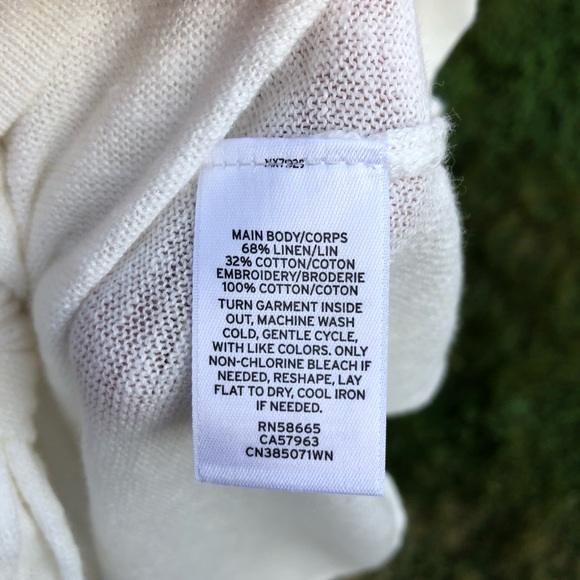 MAIN BODY/CORPS
68% LINEN/LIN
32% COTTON/COTON
EMBROIDERY/BRODERIE
100% COTTON/COTON
TURN GARMENT INSIDE
OUT, MACHINE WASH
COLD, GENTLE CYCLE,
WITH LIKE COLORS. ONLY
NON-CHLORINE BLEACH IF
NEEDED, RESHAPE, LAY
FLAT TO DRY, COOL IRON
IF NEEDED.
RN58665
CA57963
CN385071WN